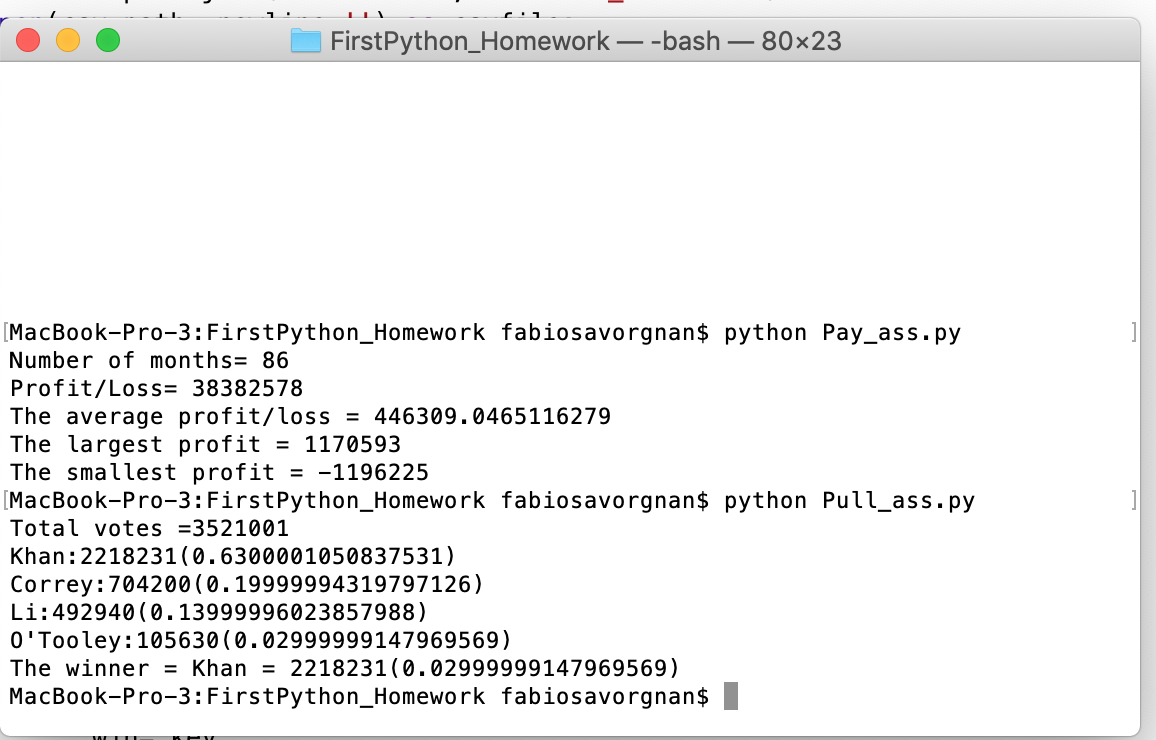 FirstPython_Homework — -bash — 80×23
[MacBook-Pro-3:FirstPython_Homework fabiosavorgnan$ python Pay_ass.py ]
Number of months= 86
Profit/Loss= 38382578
The average profit/loss = 446309.0465116279
The largest profit = 1170593
The smallest profit = -1196225
[MacBook-Pro-3:FirstPython_Homework fabiosavorgnan$ python Pull_ass.py ]
Total votes =3521001
Khan:2218231(0.6300001050837531)
Correy:704200(0.19999994319797126)
Li:492940(0.13999996023857988)
O'Tooley:105630(0.02999999147969569)
The winner = Khan = 2218231(0.02999999147969569)
MacBook-Pro-3:FirstPython_Homework fabiosavorgnan$
win= key